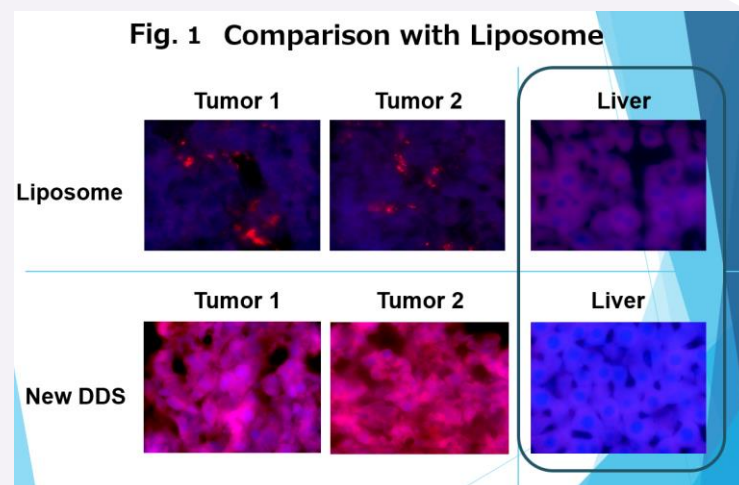 Fig. 1 Comparison with Liposome
Tumor 1 Tumor 2 Liver
Liposome
Tumor 1 Tumor 2 Liver
New DDS